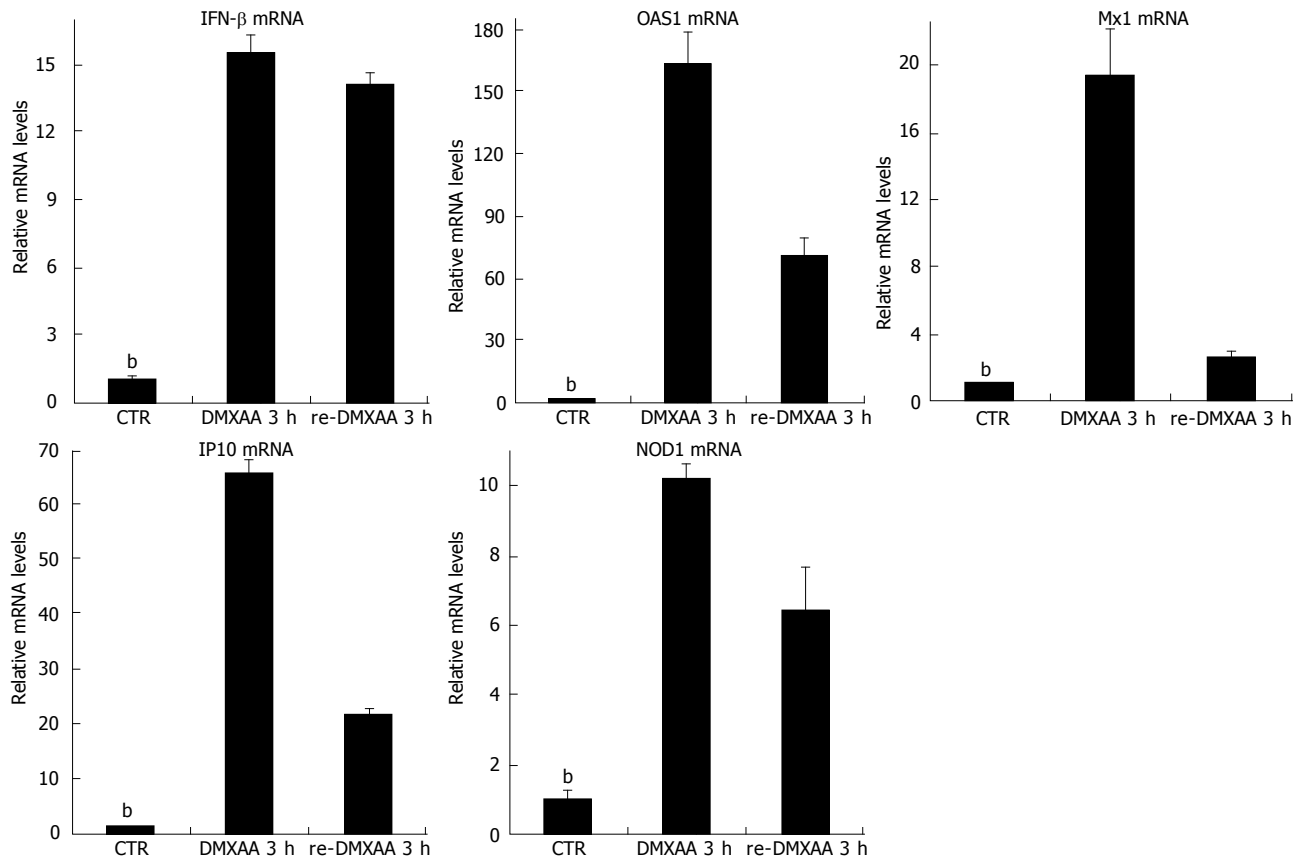 IFN-β mRNA
Relative mRNA levels
15
12
9
6
3
0
b
CTR
DMXAA 3 h
re-DMXAA 3 h
OAS1 mRNA
Relative mRNA levels
180
150
120
90
60
30
0
b
CTR
DMXAA 3 h
re-DMXAA 3 h
Mx1 mRNA
Relative mRNA levels
20
16
12
8
4
0
b
CTR
DMXAA 3 h
re-DMXAA 3 h
IP10 mRNA
Relative mRNA levels
70
60
50
40
30
20
10
0
b
CTR
DMXAA 3 h
re-DMXAA 3 h
NOD1 mRNA
Relative mRNA levels
10
8
6
4
2
0
b
CTR
DMXAA 3 h
re-DMXAA 3 h